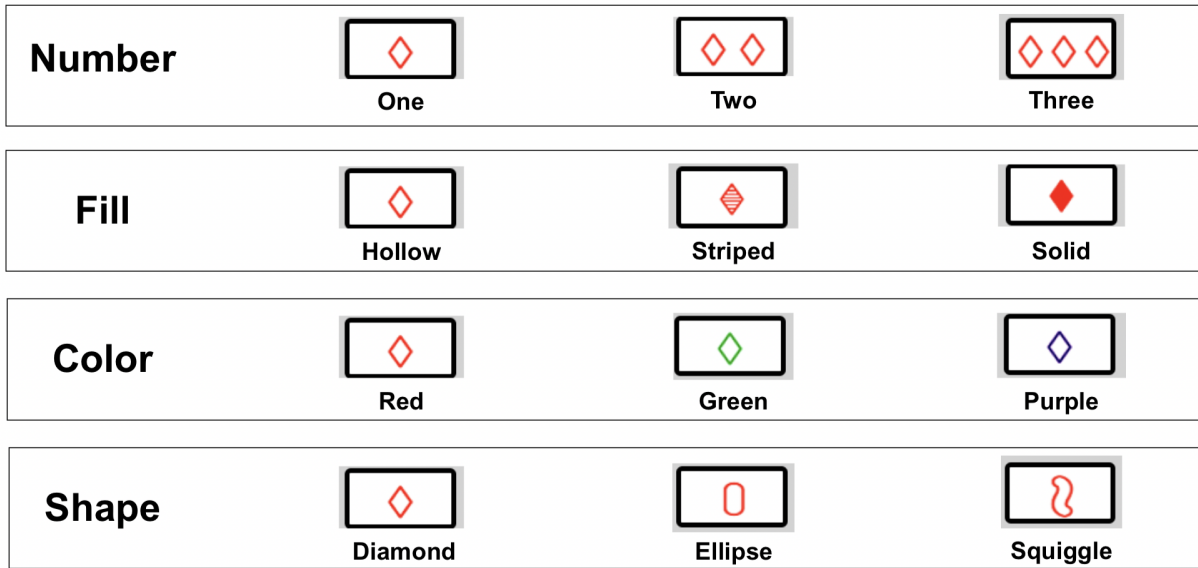 Number
One
Two
Three
Fill
Hollow
Striped
Solid
Color
Red
Green
Purple
Shape
Diamond
Ellipse
Squiggle